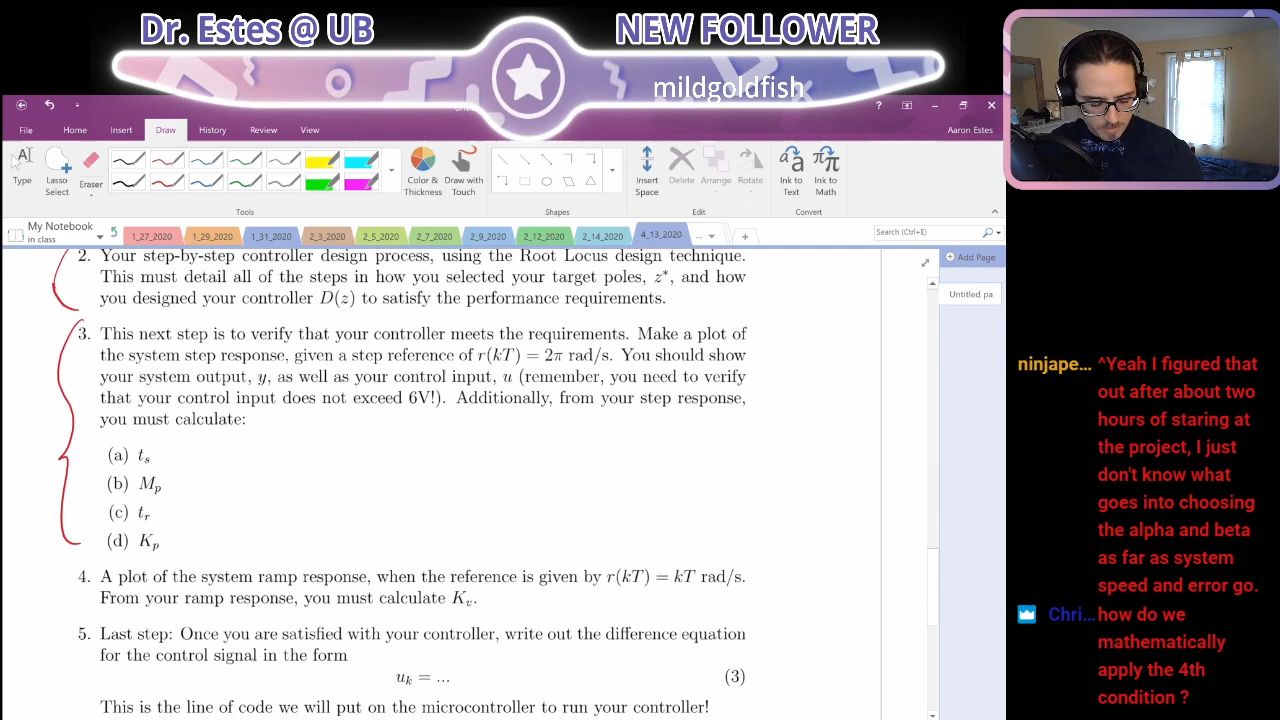 Dr. Estes @ UB
NEW FOLLOWER
mildgoldfish
?
File
Home
Insert
Draw
History
Review
View
Aaron Estes
Type
Lasso Select
Eraser
Color & Thickness
Draw with Touch
Insert Space
Delete
Arrange
Rotate
Ink to Text
Ink to Math
Tools
Shapes
Edit
Convert
My Notebook
in class
1_27_2020
1_29_2020
1_31_2020
2_3_2020
2_5_2020
2_7_2020
2_9_2020
2_12_2020
2_14_2020
4_13_2020
...
Search (Ctrl+E)
Add Page
Untitled pa
2. Your step-by-step controller design process, using the Root Locus design technique.
This must detail all of the steps in how you selected your target poles, z*, and how
you designed your controller D(z) to satisfy the performance requirements.
3. This next step is to verify that your controller meets the requirements. Make a plot of
the system step response, given a step reference of r(kT) = 2π rad/s. You should show
your system output, y, as well as your control input, u (remember, you need to verify
that your control input does not exceed 6V!). Additionally, from your step response,
you must calculate:
(a) ts
(b) Mp
(c) tr
(d) Kp
4. A plot of the system ramp response, when the reference is given by r(kT) = kT rad/s.
From your ramp response, you must calculate Kv.
5. Last step: Once you are satisfied with your controller, write out the difference equation
for the control signal in the form
uk = ... (3)
This is the line of code we will put on the microcontroller to run your controller!
ninjape... ^Yeah I figured that
out after about two
hours of staring at
the project, I just
don't know what
goes into choosing
the alpha and beta
as far as system
speed and error go.
Chri... how do we
mathematically
apply the 4th
condition ?